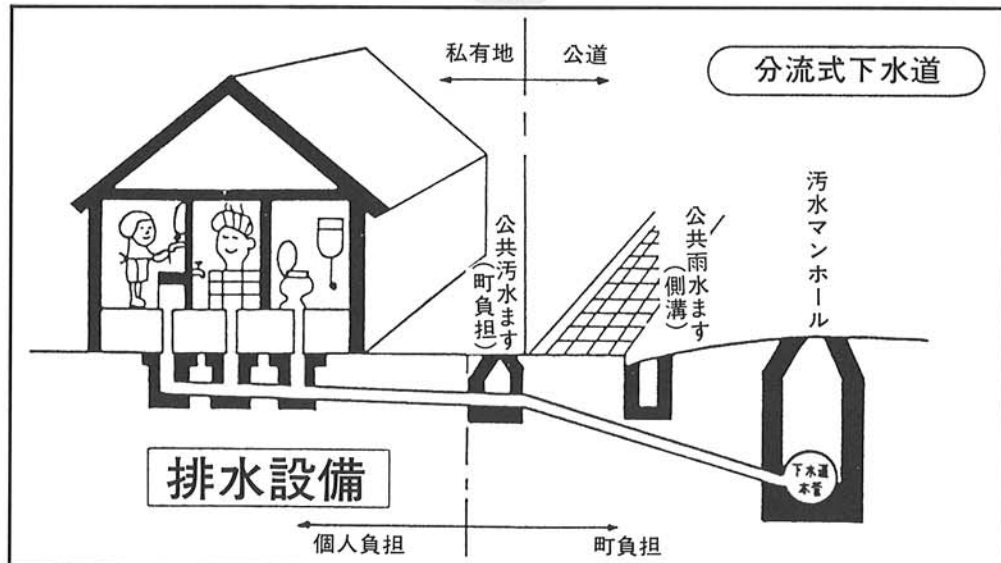 私有地
公道
分流式下水道
公共汚水ます
(町負担)
公共雨水ます
(側溝)
汚水マンホール
下水道
本管
排水設備
個人負担
町負担